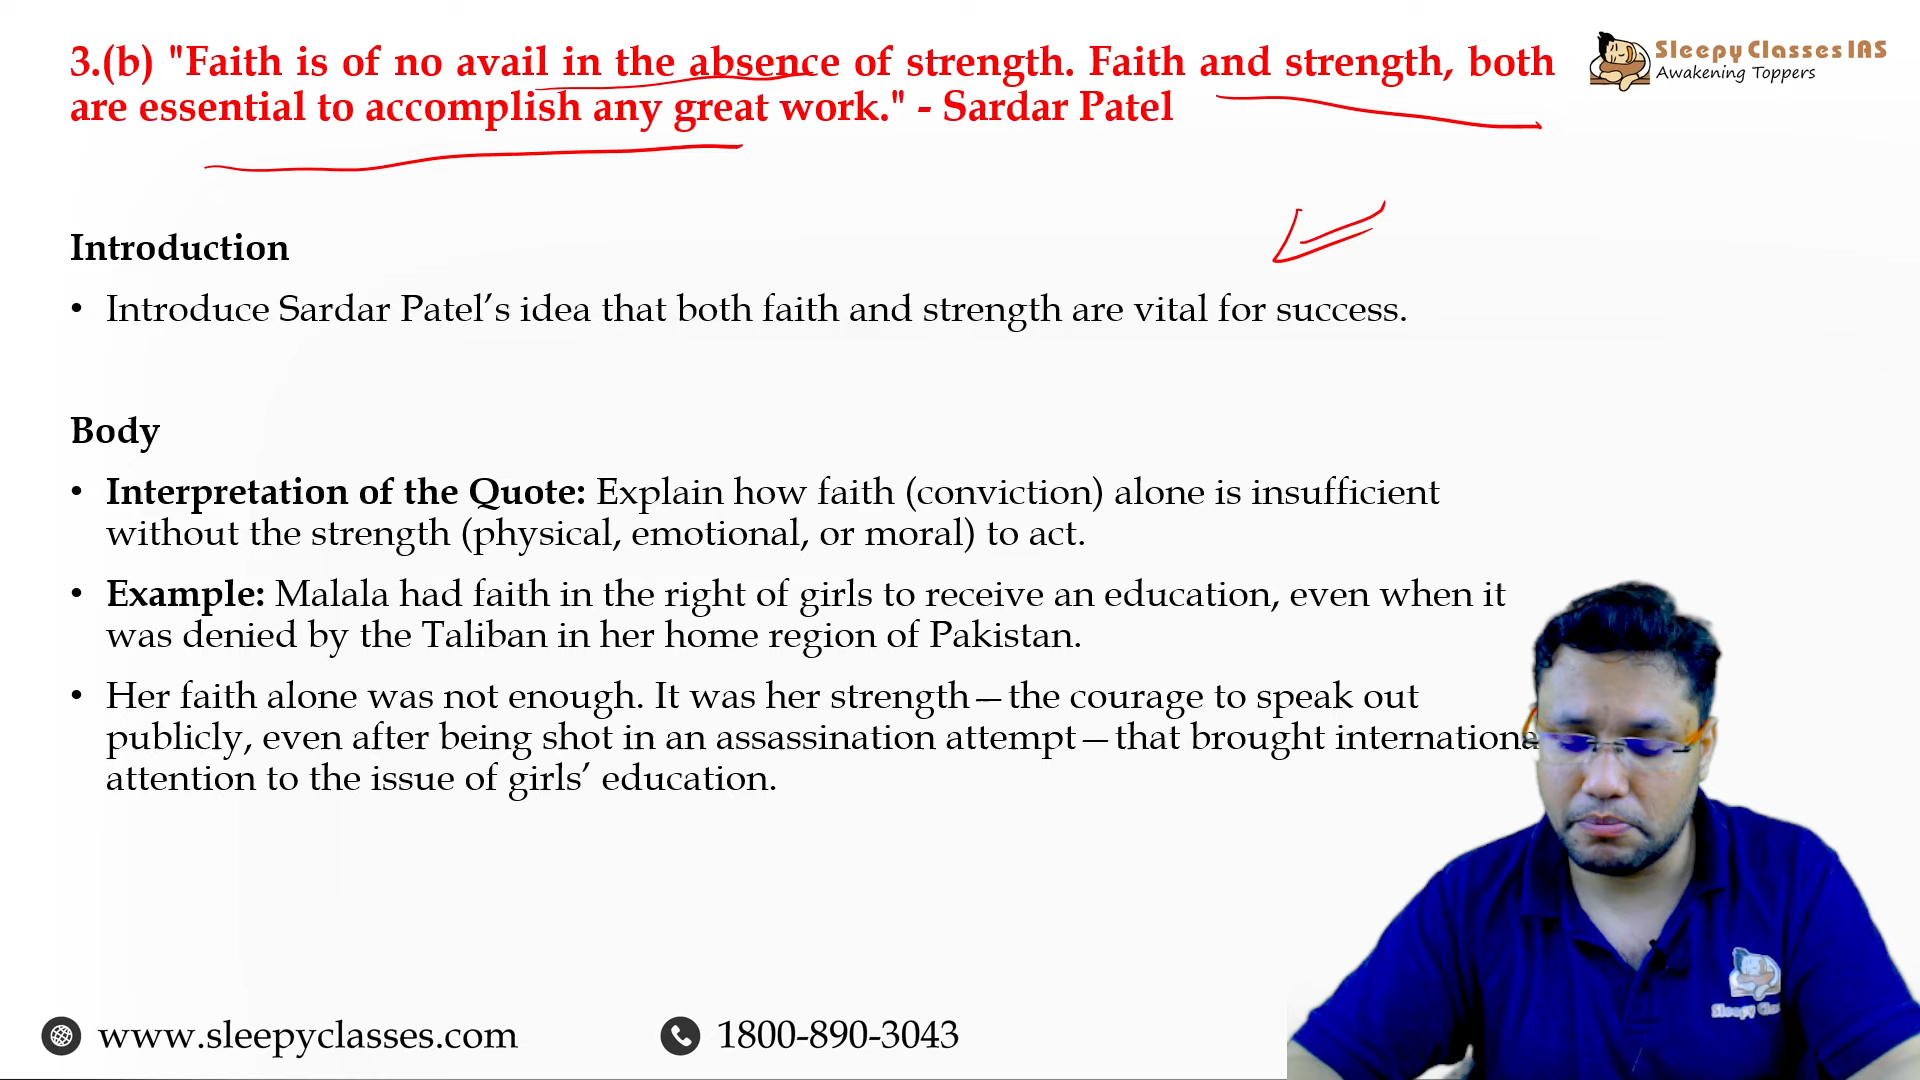 3.(b) "Faith is of no avail in the absence of strength. Faith and strength, both
are essential to accomplish any great work." - Sardar Patel
Sleepy Classes IAS
Awakening Toppers
Introduction
• Introduce Sardar Patel’s idea that both faith and strength are vital for success.
Body
• Interpretation of the Quote: Explain how faith (conviction) alone is insufficient
without the strength (physical, emotional, or moral) to act.
• Example: Malala had faith in the right of girls to receive an education, even when it
was denied by the Taliban in her home region of Pakistan.
• Her faith alone was not enough. It was her strength—the courage to speak out
publicly, even after being shot in an assassination attempt—that brought internationa
attention to the issue of girls’ education.
Sleepy Clas
www.sleepyclasses.com
1800-890-3043